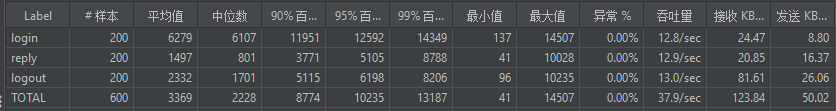 Label # 样本 平均值 中位数 90% 百... 95% 百... 99% 百... 最小值 最大值 异常 % 吞吐量 接收 KB... 发送 KB...
login 200 6279 6107 11951 12592 14349 137 14507 0.00% 12.8/sec 24.47 8.80
reply 200 1497 801 3771 5105 8788 41 10028 0.00% 12.9/sec 20.85 16.37
logout 200 2332 1701 5115 6198 8206 96 10235 0.00% 13.0/sec 81.61 26.06
TOTAL 600 3369 2228 8774 10235 13187 41 14507 0.00% 37.9/sec 123.84 50.02